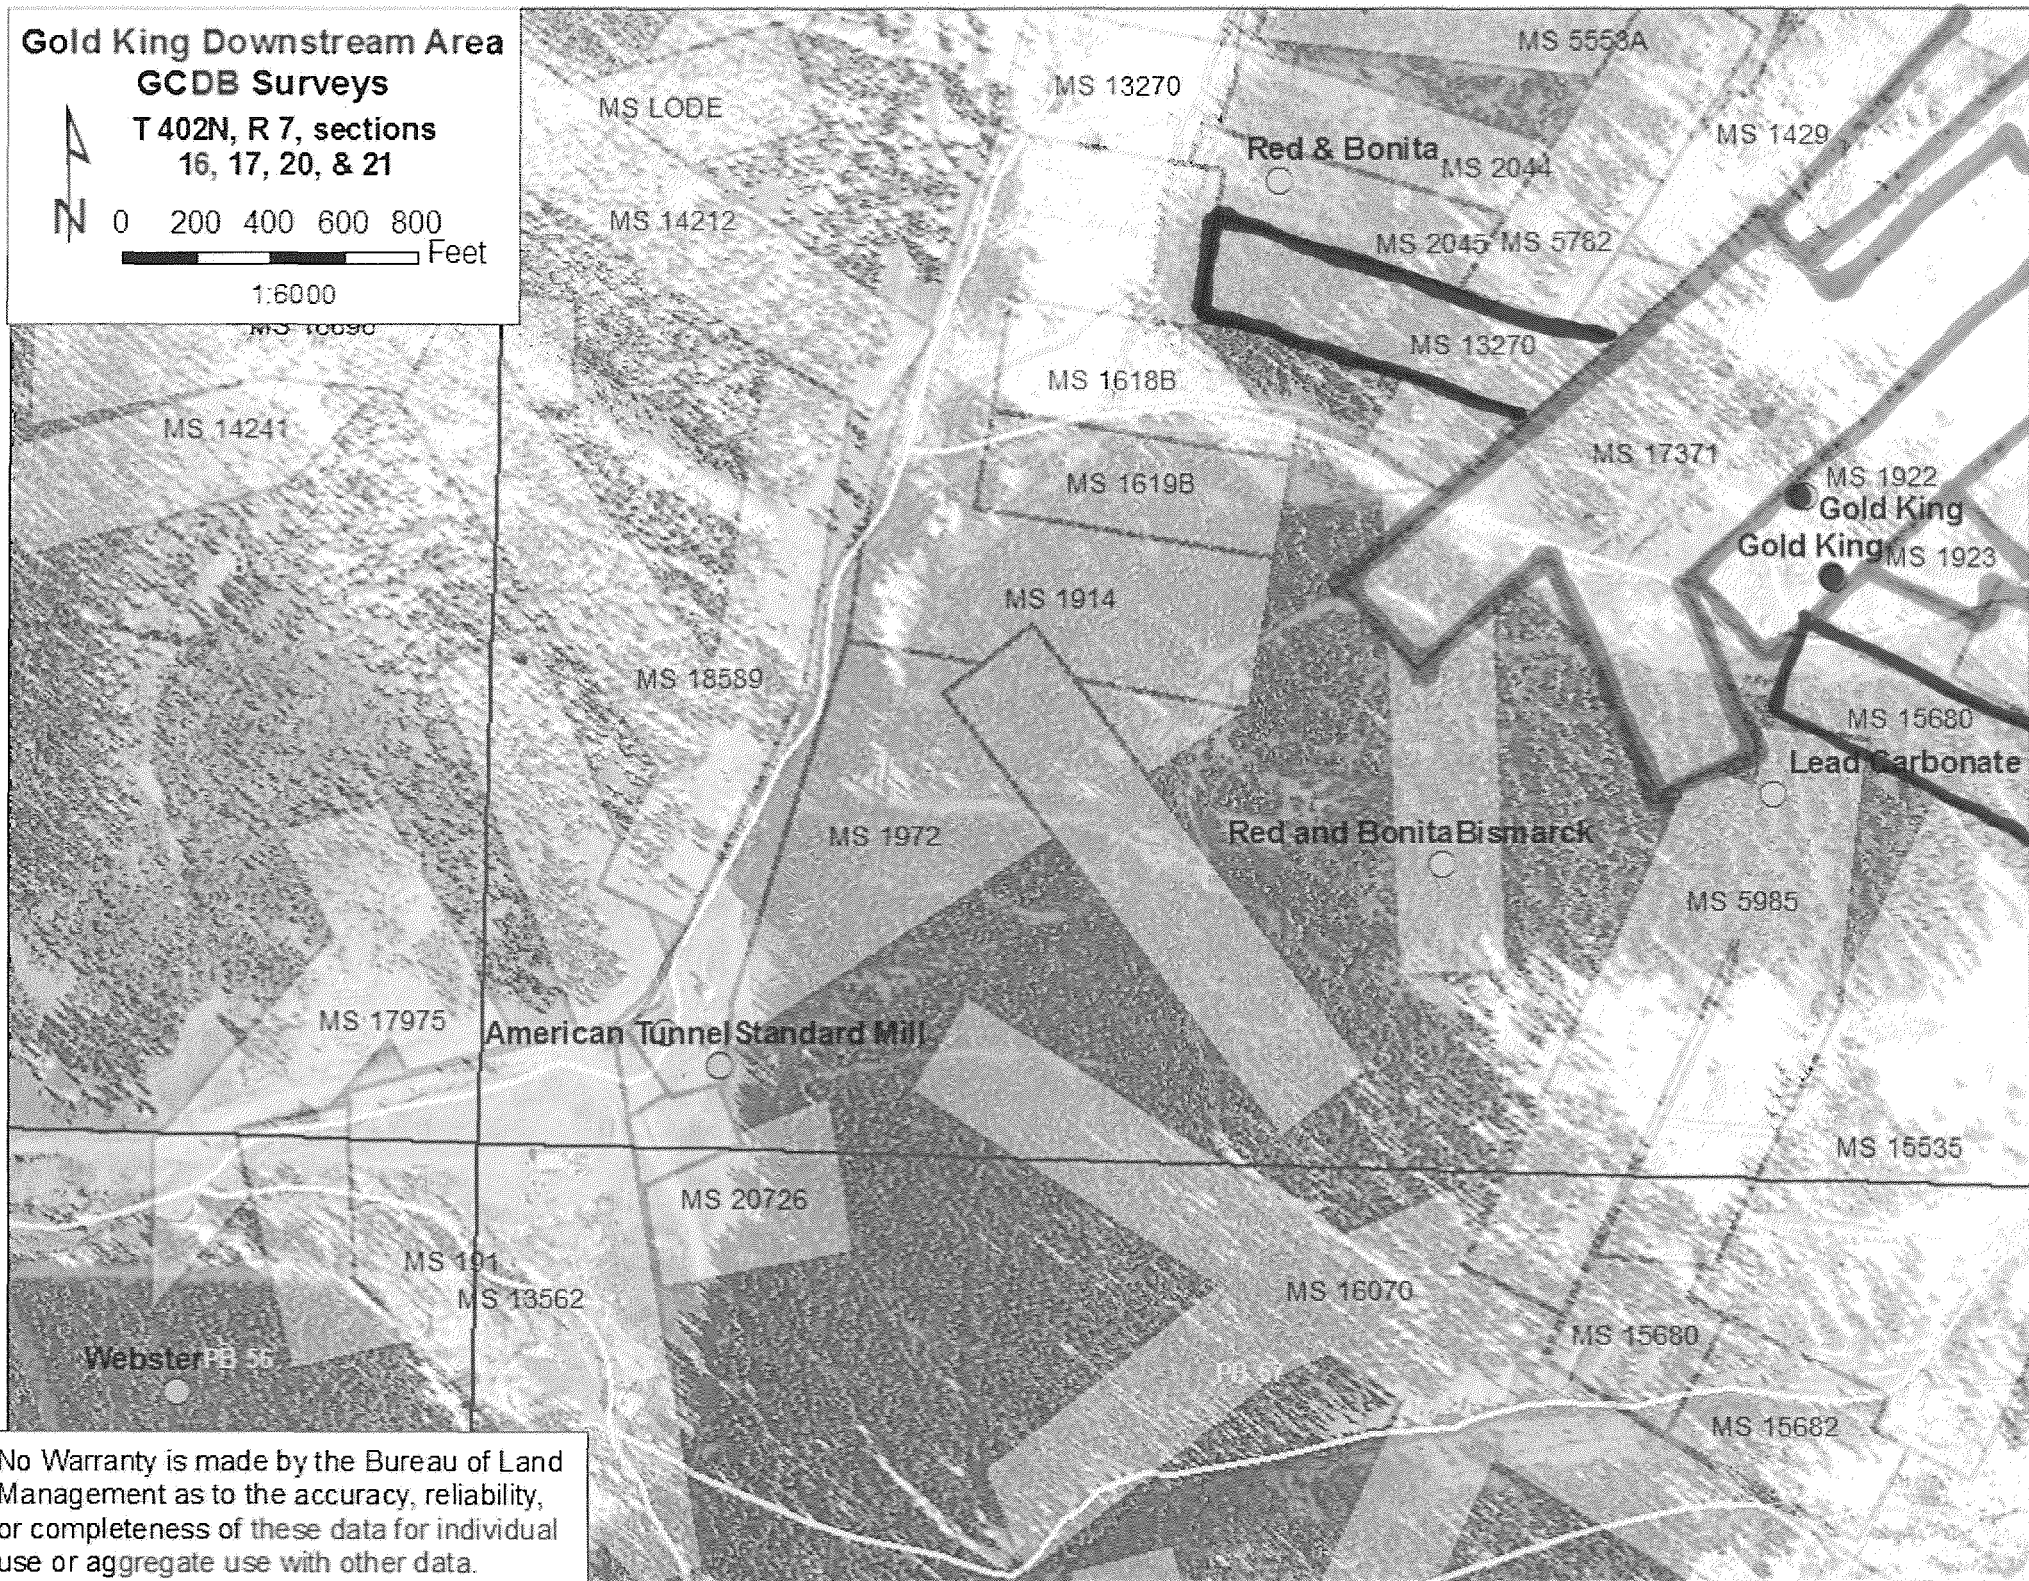 Gold King Downstream Area
GCDB Surveys
T 402N, R 7, sections
16, 17, 20, & 21
N
0 200 400 600 800
Feet
1:6000
MS LODE
MS 13270
MS 5553A
MS 1429
Red & Bonita
MS 2044
MS 14212
MS 2045
MS 5782
MS 13270
MS 1618B
MS 14241
MS 17371
MS 1619B
MS 1922
Gold King
Gold King
MS 1923
MS 1914
MS 18589
MS 15680
Lead Carbonate
MS 1972
Red and Bonita
Bismarck
MS 5985
MS 17975
American Tunnel
Standard Mill
MS 15535
MS 20726
MS 191
MS 13562
MS 16070
MS 15680
Webster
PB 56
MS 15682
No Warranty is made by the Bureau of Land
Management as to the accuracy, reliability,
or completeness of these data for individual
use or aggregate use with other data.